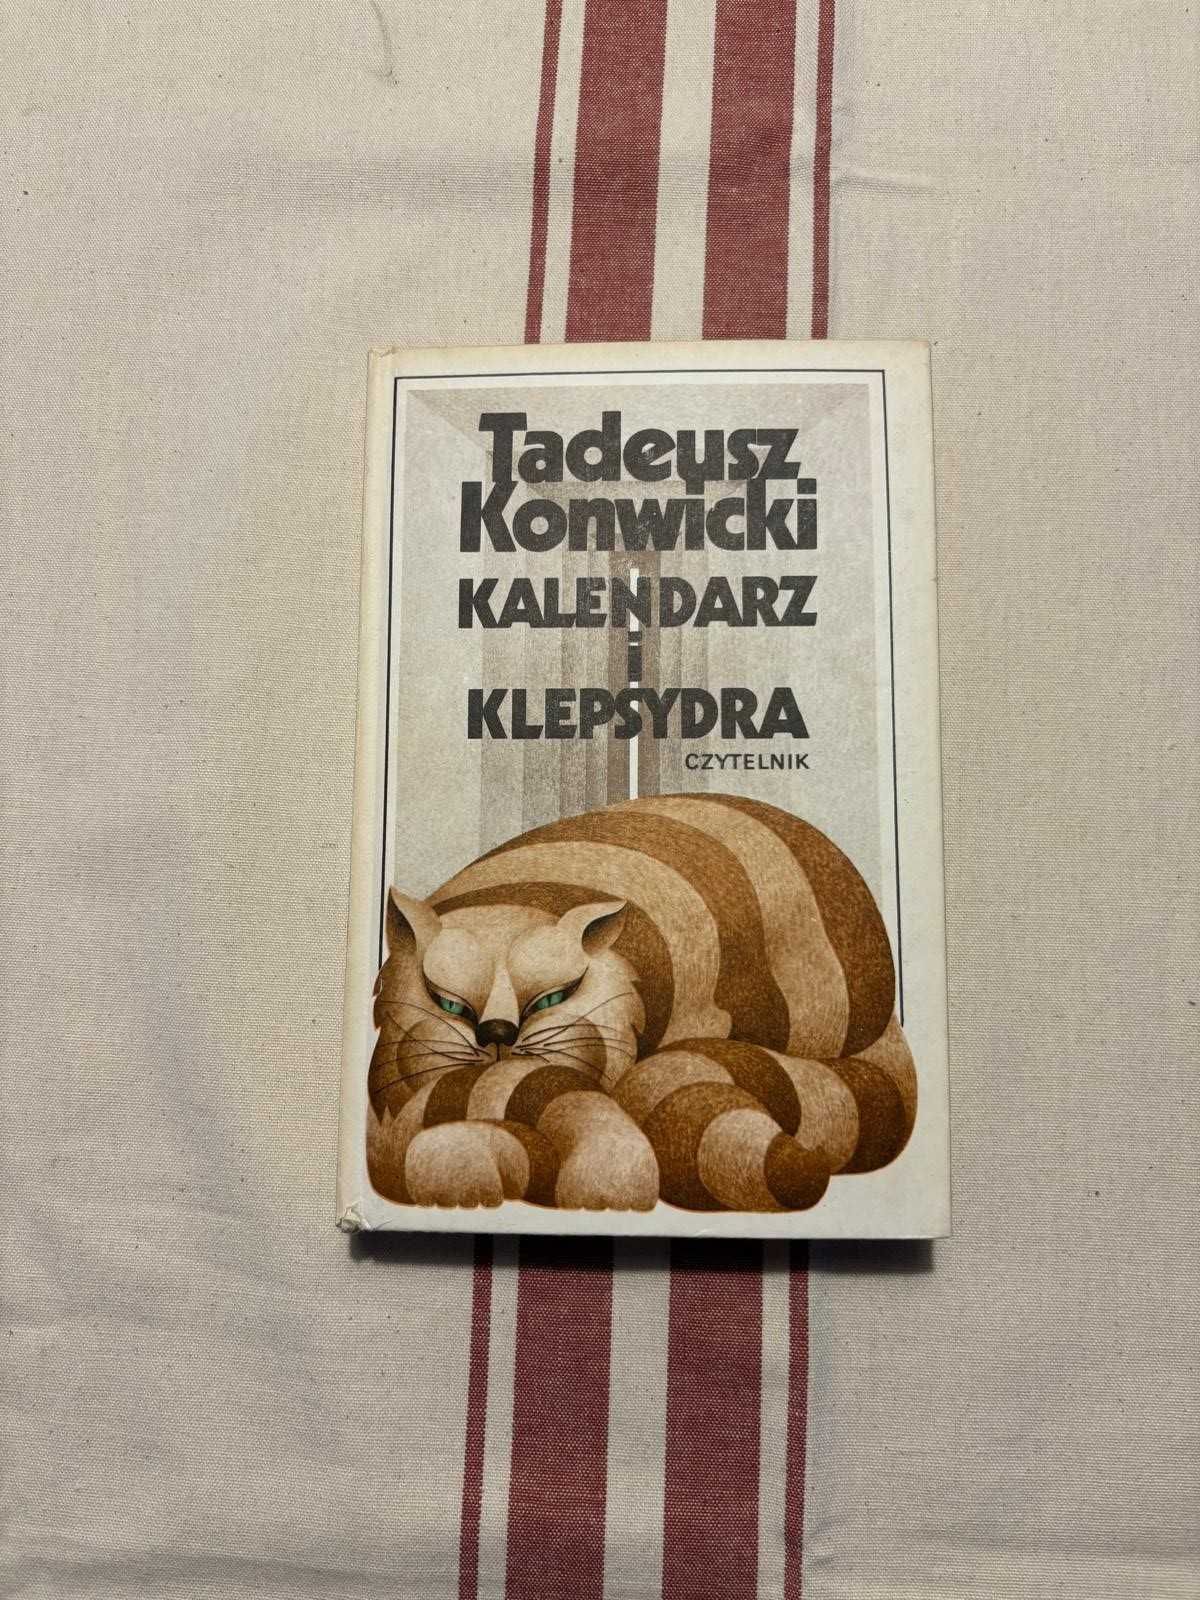 Tadeusz
Konwicki
KALENDARZ
i
KLEPSYDRA
CZYTELNIK